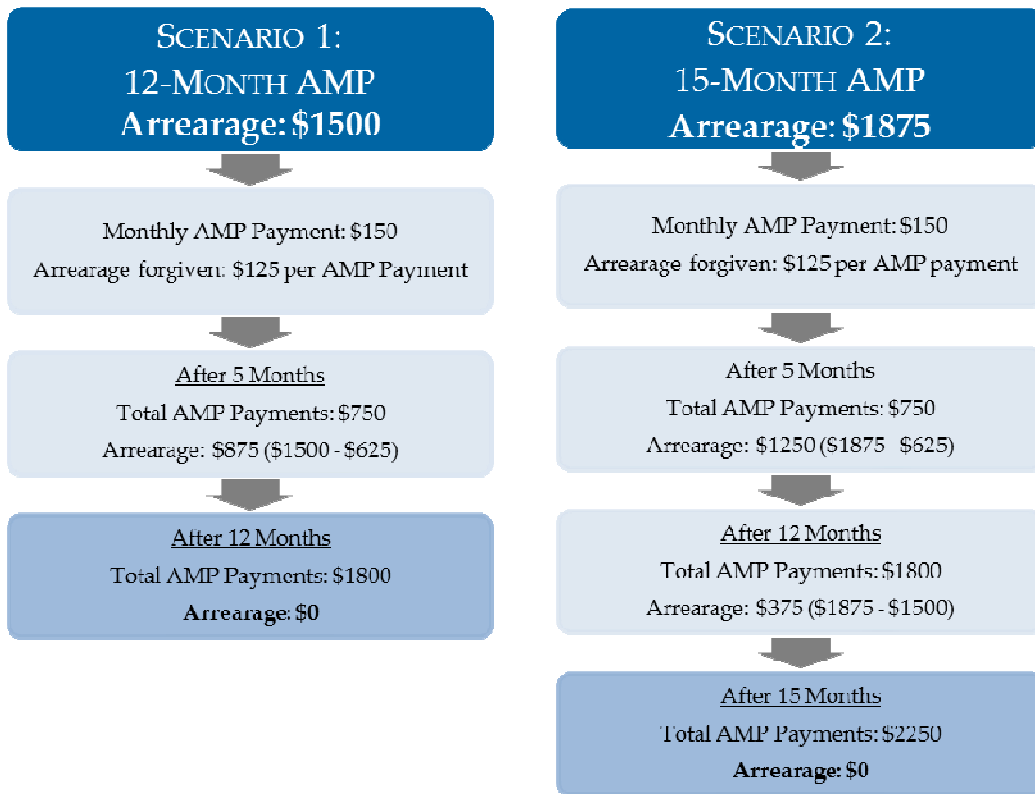 SCENARIO 1:
12-MONTH AMP
Arrearage: $1500
Monthly AMP Payment: $150
Arrearage forgiven: $125 per AMP Payment
After 5 Months
Total AMP Payments: $750
Arrearage: $875 ($1500 - $625)
After 12 Months
Total AMP Payments: $1800
Arrearage: $0
SCENARIO 2:
15-MONTH AMP
Arrearage: $1875
Monthly AMP Payment: $150
Arrearage forgiven: $125 per AMP payment
After 5 Months
Total AMP Payments: $750
Arrearage: $1250 ($1875 $625)
After 12 Months
Total AMP Payments: $1800
Arrearage: $375 ($1875 - $1500)
After 15 Months
Total AMP Payments: $2250
Arrearage: $0